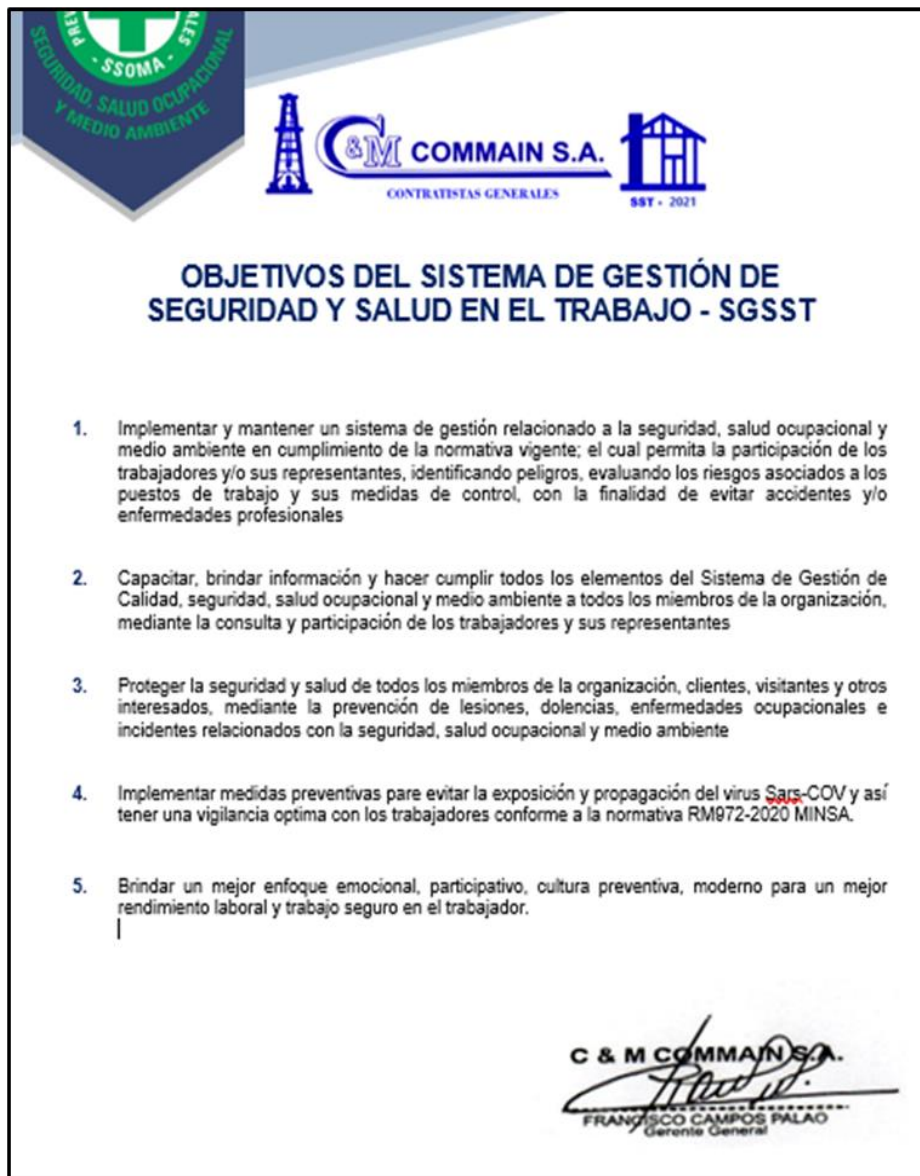 PREV
ALES
- SSOMA -
SEGURIDAD, SALUD OCUPACIONAL
Y MEDIO AMBIENTE
C&M COMMAIN S.A.
CONTRATISTAS GENERALES
SST - 2021
OBJETIVOS DEL SISTEMA DE GESTIÓN DE
SEGURIDAD Y SALUD EN EL TRABAJO - SGSST
1. Implementar y mantener un sistema de gestión relacionado a la seguridad, salud ocupacional y
medio ambiente en cumplimiento de la normativa vigente; el cual permita la participación de los
trabajadores y/o sus representantes, identificando peligros, evaluando los riesgos asociados a los
puestos de trabajo y sus medidas de control, con la finalidad de evitar accidentes y/o
enfermedades profesionales
2. Capacitar, brindar información y hacer cumplir todos los elementos del Sistema de Gestión de
Calidad, seguridad, salud ocupacional y medio ambiente a todos los miembros de la organización,
mediante la consulta y participación de los trabajadores y sus representantes
3. Proteger la seguridad y salud de todos los miembros de la organización, clientes, visitantes y otros
interesados, mediante la prevención de lesiones, dolencias, enfermedades ocupacionales e
incidentes relacionados con la seguridad, salud ocupacional y medio ambiente
4. Implementar medidas preventivas pare evitar la exposición y propagación del virus Sars-COV y así
tener una vigilancia optima con los trabajadores conforme a la normativa RM972-2020 MINSA.
5. Brindar un mejor enfoque emocional, participativo, cultura preventiva, moderno para un mejor
rendimiento laboral y trabajo seguro en el trabajador.
C & M COMMAIN S.A.
FRANCISCO CAMPOS PALAO
Gerente General